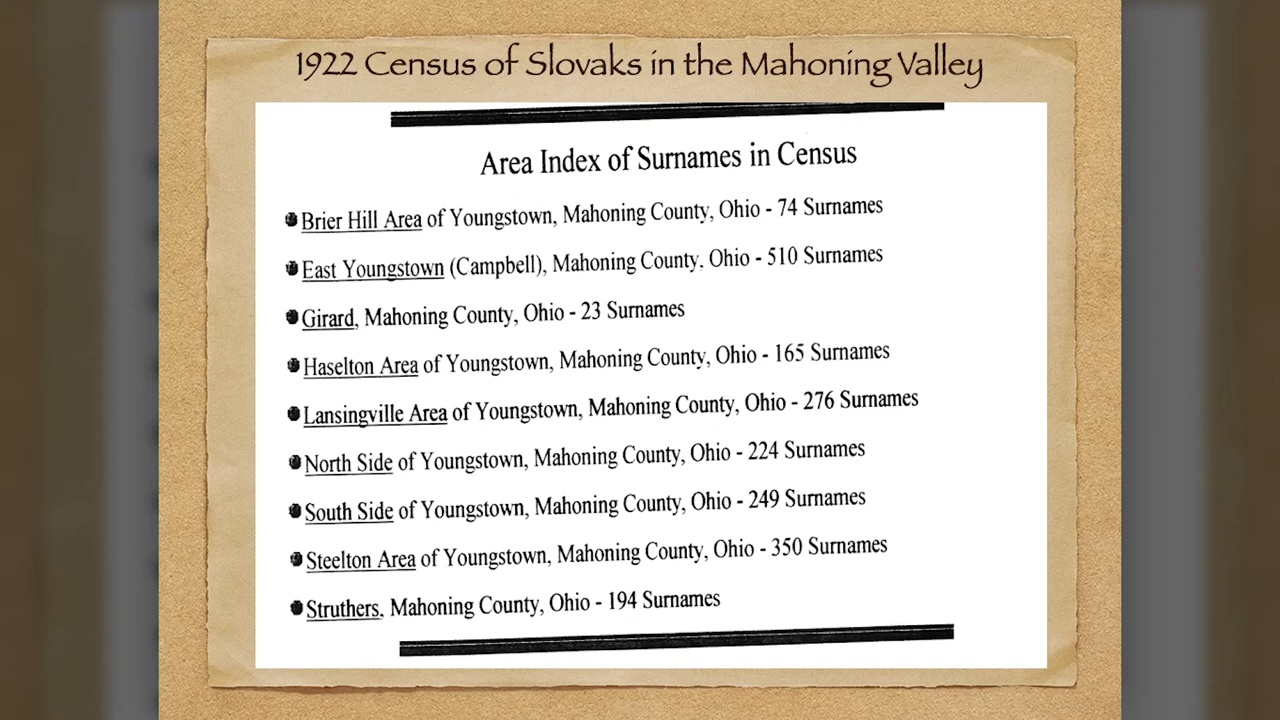 1922 Census of Slovaks in the Mahoning Valley
Area Index of Surnames in Census
Brier Hill Area of Youngstown, Mahoning County, Ohio - 74 Surnames
East Youngstown (Campbell), Mahoning County, Ohio - 510 Surnames
Girard, Mahoning County, Ohio - 23 Surnames
Haselton Area of Youngstown, Mahoning County, Ohio - 165 Surnames
Lansingville Area of Youngstown, Mahoning County, Ohio - 276 Surnames
North Side of Youngstown, Mahoning County, Ohio - 224 Surnames
South Side of Youngstown, Mahoning County, Ohio - 249 Surnames
Steelton Area of Youngstown, Mahoning County, Ohio - 350 Surnames
Struthers, Mahoning County, Ohio - 194 Surnames